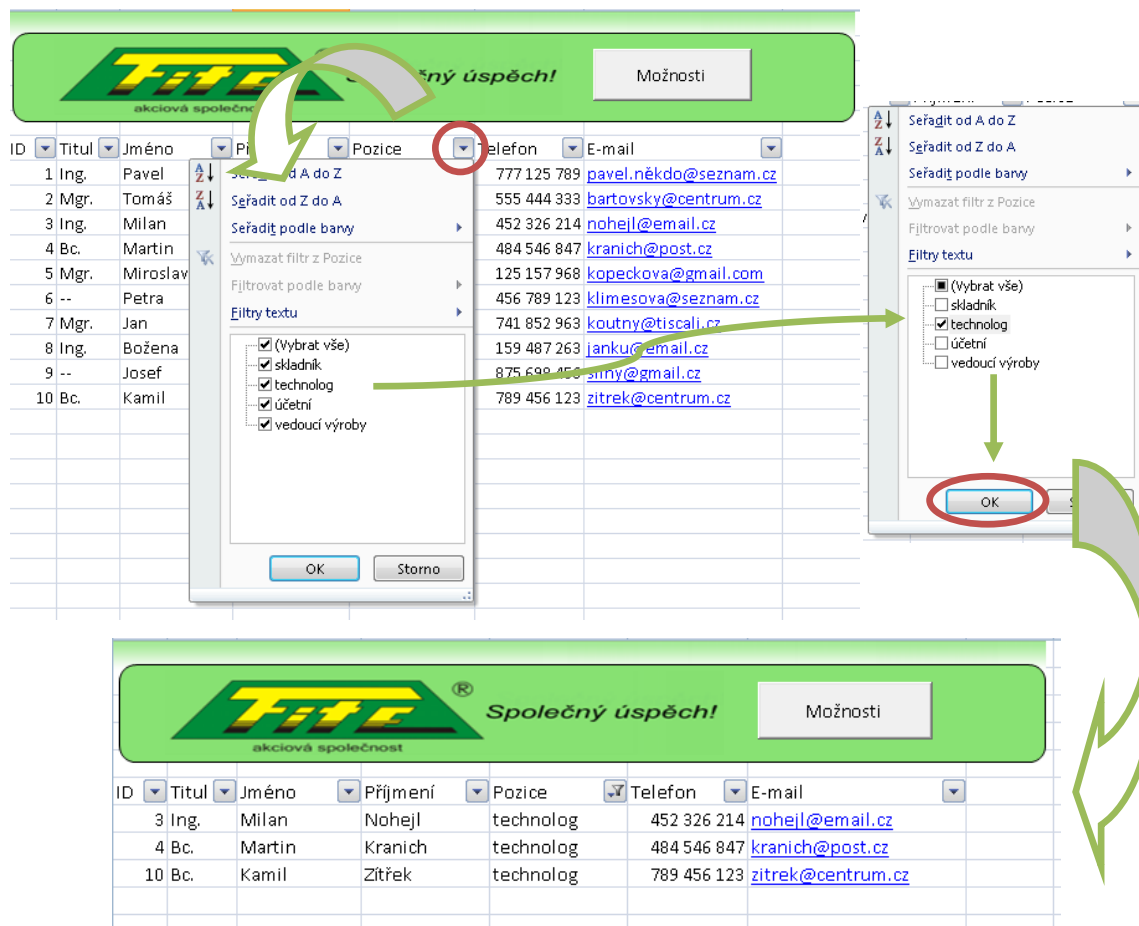 Fite
úspěch!
Možnosti
akciová
ID Titul Jméno Pozice Telefon E-mail
1 Ing. Pavel 777 125 789 pavel.někdo@seznam.cz
2 Mgr. Tomáš 555 444 333 bartovsky@centrum.cz
3 Ing. Milan 452 326 214 nohejl@email.cz
4 Bc. Martin 484 546 847 kranich@post.cz
5 Mgr. Miroslav 125 157 968 kopeckova@gmail.com
6 -- Petra 456 789 123 klimesova@seznam.cz
7 Mgr. Jan 741 852 963 koutny@tiscali.cz
8 Ing. Božena 159 487 263 janku@email.cz
9 -- Josef 875 698 456
10 Bc. Kamil 789 456 123 zitrek@centrum.cz
A do Z
Seřadit od Z do A
Seřadit podle barvy
Vymazat filtr z Pozice
Filtrovat podle barvy
Filtry textu
(Vybrat vše)
skladník
technolog
účetní
vedoucí výroby
OK Storno
Seřadit od A do Z
Seřadit od Z do A
Seřadit podle barvy
Vymazat filtr z Pozice
Filtrovat podle barvy
Filtry textu
(Vybrat vše)
skladník
technolog
účetní
vedoucí výroby
OK
Fite ®
Společný úspěch!
Možnosti
akciová společnost
ID Titul Jméno Příjmení Pozice Telefon E-mail
3 Ing. Milan Nohejl technolog 452 326 214 nohejl@email.cz
4 Bc. Martin Kranich technolog 484 546 847 kranich@post.cz
10 Bc. Kamil Zítřek technolog 789 456 123 zitrek@centrum.cz